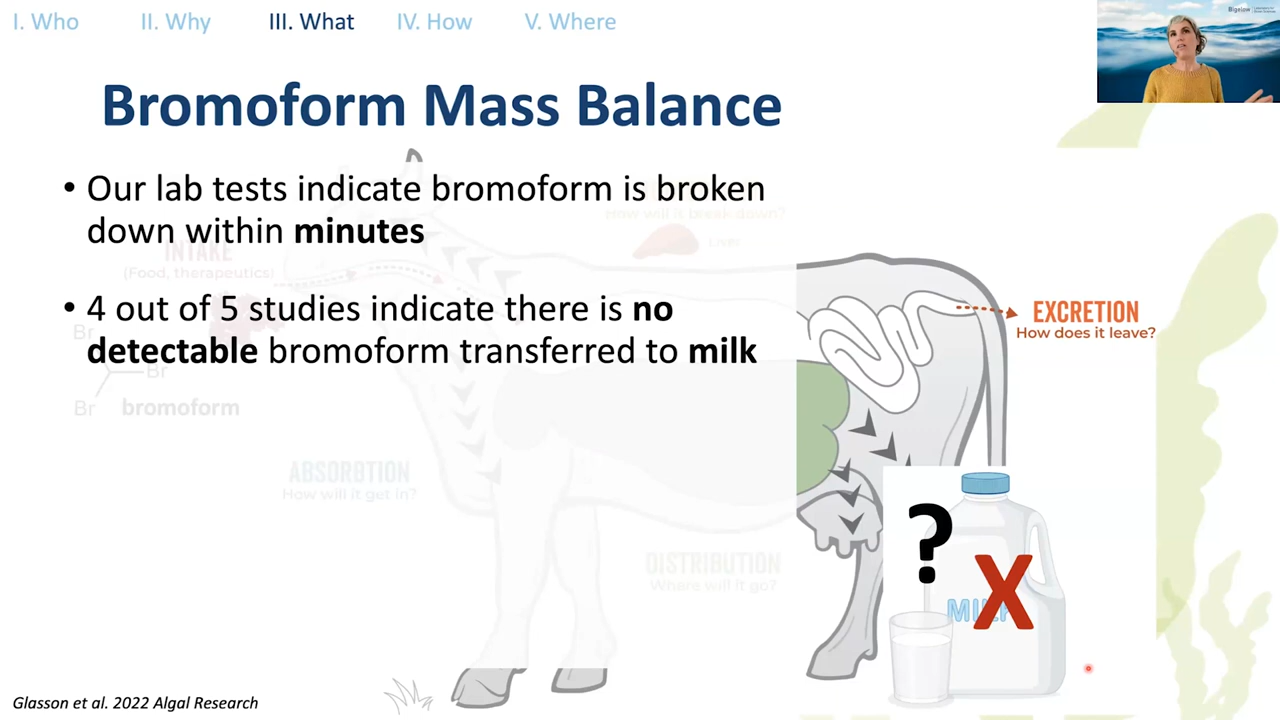 I. Who II. Why III. What IV. How V. Where
Bigelow
Bromoform Mass Balance
• Our lab tests indicate bromoform is broken
down within minutes
• 4 out of 5 studies indicate there is no
detectable bromoform transferred to milk
How will is break down?
Liver
INTAKE
(Food, therapeutics)
Br
Br
Br bromoform
ABSORBTION
How will it get in?
DISTRIBUTION
Where will it go?
EXCRETION
How does it leave?
?
MILK
X
Glasson et al. 2022 Algal Research